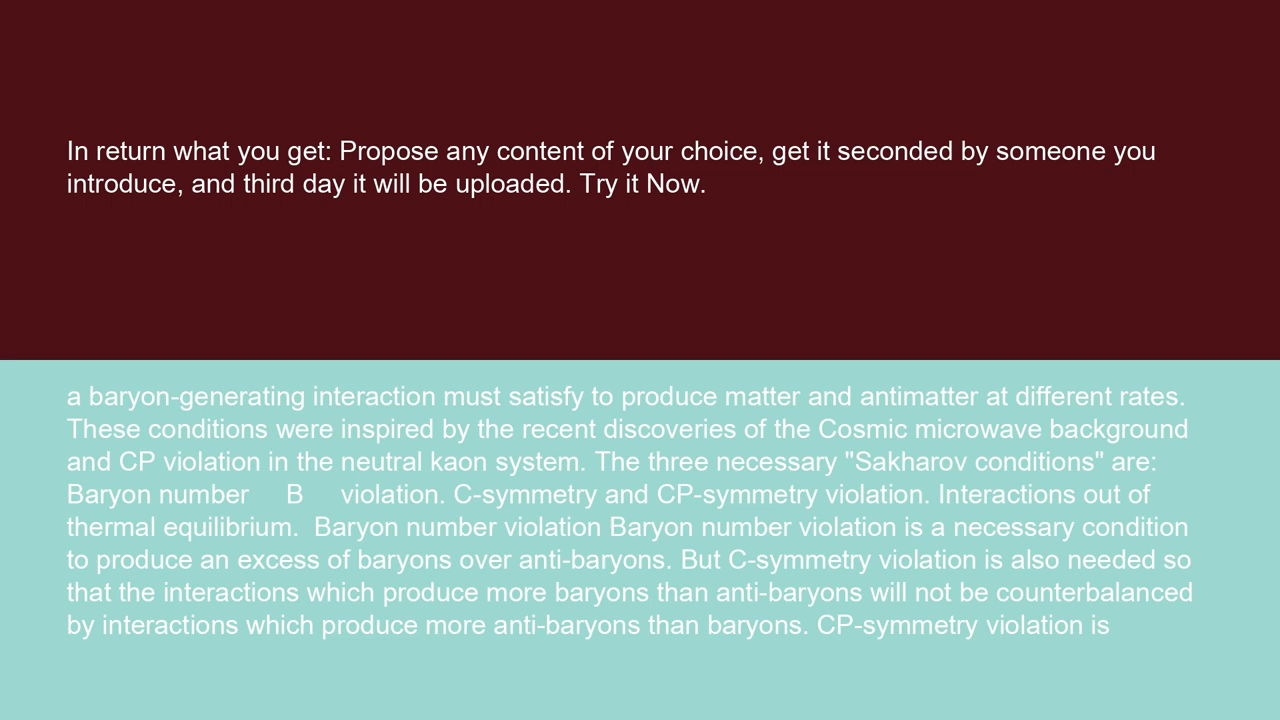 In return what you get: Propose any content of your choice, get it seconded by someone you
introduce, and third day it will be uploaded. Try it Now.
a baryon-generating interaction must satisfy to produce matter and antimatter at different rates.
These conditions were inspired by the recent discoveries of the Cosmic microwave background
and CP violation in the neutral kaon system. The three necessary "Sakharov conditions" are:
Baryon number     B     violation. C-symmetry and CP-symmetry violation. Interactions out of
thermal equilibrium.  Baryon number violation Baryon number violation is a necessary condition
to produce an excess of baryons over anti-baryons. But C-symmetry violation is also needed so
that the interactions which produce more baryons than anti-baryons will not be counterbalanced
by interactions which produce more anti-baryons than baryons. CP-symmetry violation is